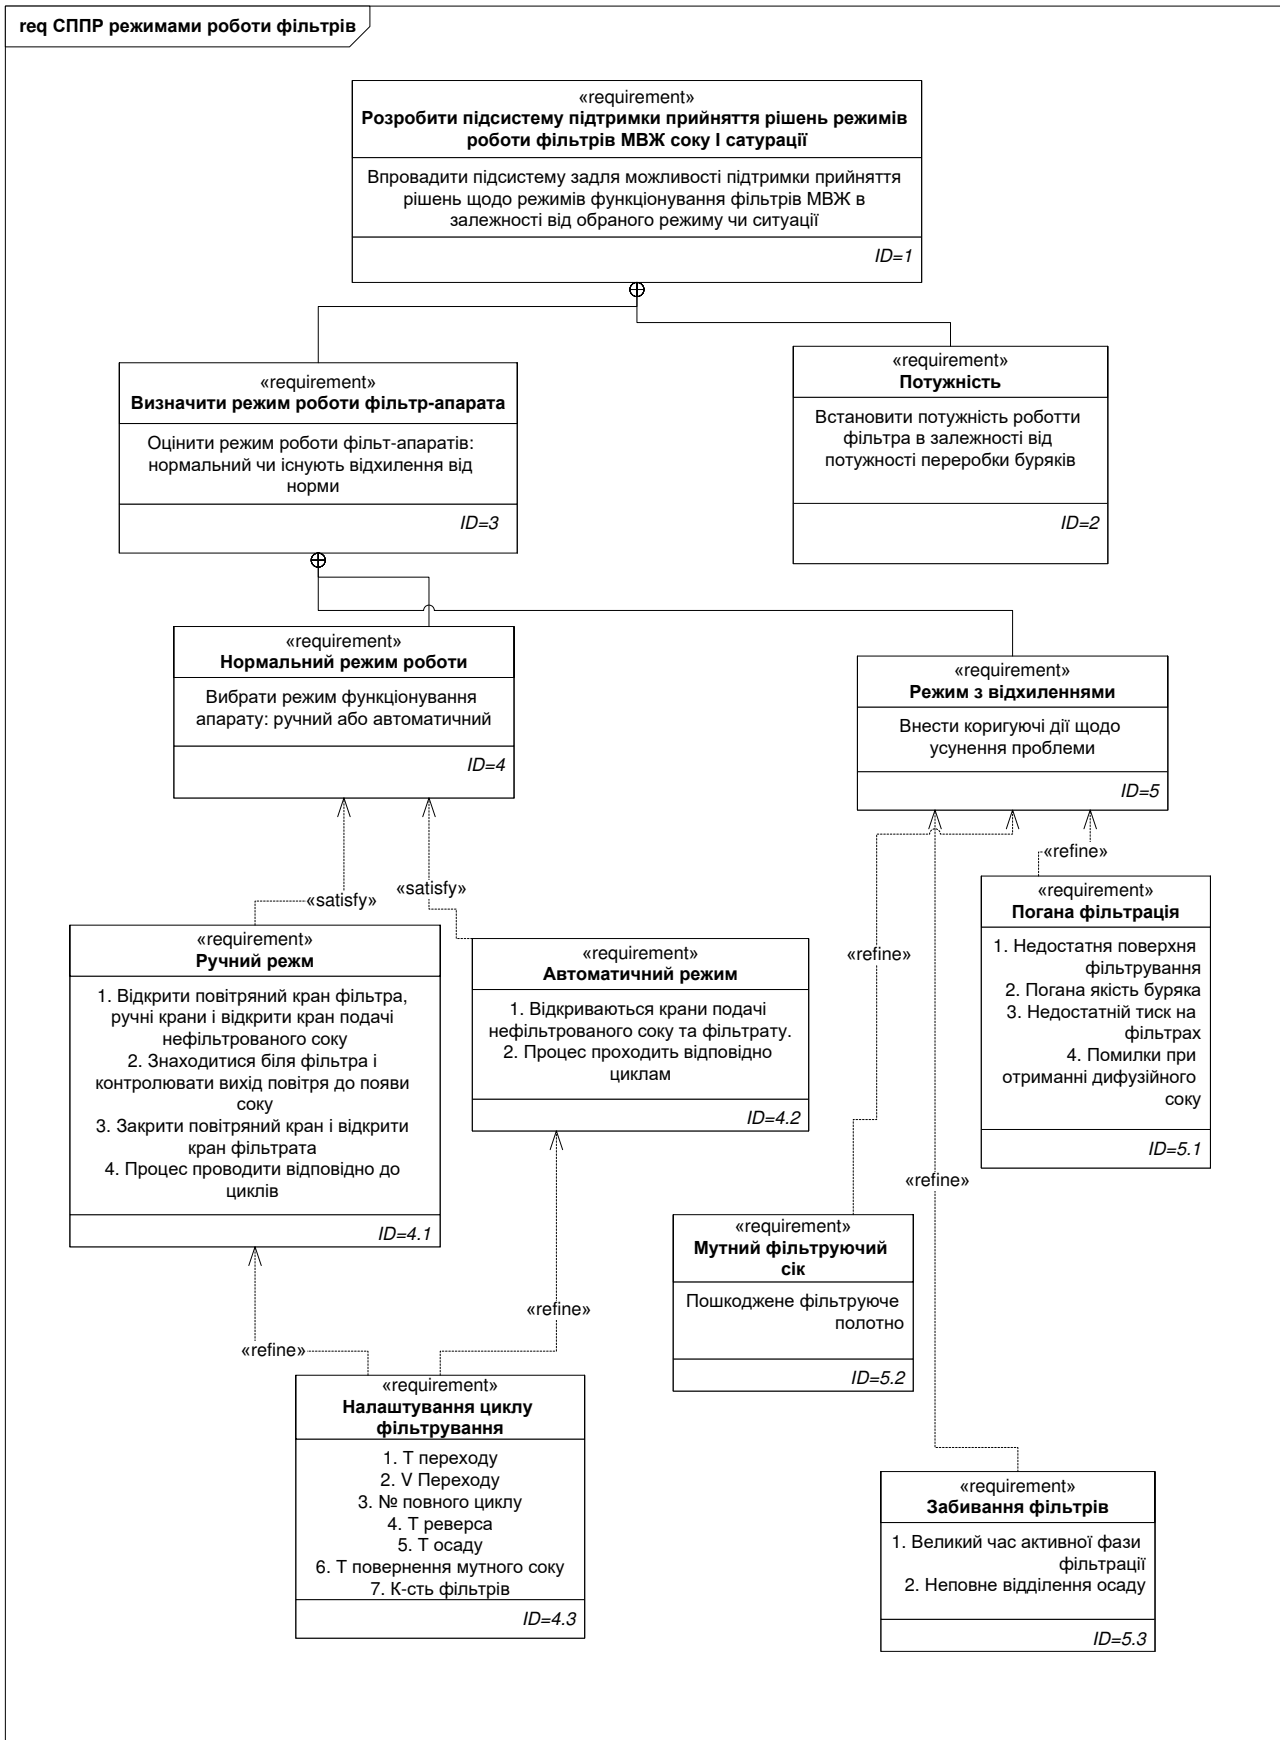 req СППР режимами роботи фільтрів
«requirement»
Розробити підсистему підтримки прийняття рішень режимів
роботи фільтрів МВЖ соку І сатурації
Впровадити підсистему задля можливості підтримки прийняття
рішень щодо режимів функціонування фільтрів МВЖ в
залежності від обраного режиму чи ситуації
ID=1
«requirement»
Визначити режим роботи фільтр-апарата
Оцінити режим роботи фільт-апаратів:
нормальний чи існують відхилення від
норми
ID=3
«requirement»
Потужність
Встановити потужність роботти
фільтра в залежності від
потужності переробки буряків
ID=2
«requirement»
Нормальний режим роботи
Вибрати режим функціонування
апарату: ручний або автоматичний
ID=4
«requirement»
Режим з відхиленнями
Внести коригуючі дії щодо
усунення проблеми
ID=5
«satisfy»
«satisfy»
«refine»
«refine»
«refine»
«requirement»
Погана фільтрація
1. Недостатня поверхня
фільтрування
2. Погана якість буряка
3. Недостатній тиск на
фільтрах
4. Помилки при
отриманні дифузійного
соку
ID=5.1
«requirement»
Ручний режм
1. Відкрити повітряний кран фільтра,
ручні крани і відкрити кран подачі
нефільтрованого соку
2. Знаходитися біля фільтра і
контролювати вихід повітря до появи
соку
3. Закрити повітряний кран і відкрити
кран фільтрата
4. Процес проводити відповідно до
циклів
ID=4.1
«requirement»
Автоматичний режим
1. Відкриваються крани подачі
нефільтрованого соку та фільтрату.
2. Процес проходить відповідно
циклам
ID=4.2
«requirement»
Мутний фільтруючий
сік
Пошкоджене фільтруюче
полотно
ID=5.2
«refine»
«refine»
«requirement»
Налаштування циклу
фільтрування
1. Т переходу
2. V Переходу
3. № повного циклу
4. Т реверса
5. Т осаду
6. Т повернення мутного соку
7. К-сть фільтрів
ID=4.3
«requirement»
Забивання фільтрів
1. Великий час активної фази
фільтрації
2. Неповне відділення осаду
ID=5.3